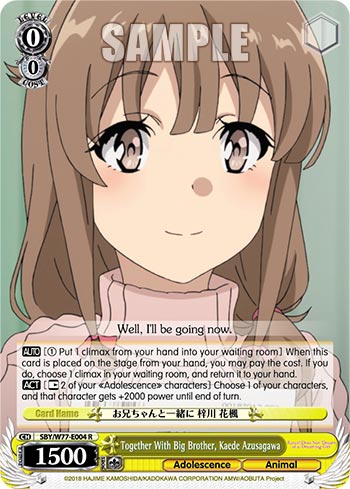 SAMPLE
0
0
COST
Well, I'll be going now.
AUTO [① Put 1 climax from your hand into your waiting room] When this
card is placed on the stage from your hand, you may pay the cost. If you
do, choose 1 climax in your waiting room, and return it to your hand.
ACT [2 of your «Adolescence» characters] Choose 1 of your characters,
and that character gets +2000 power until end of turn.
Card Name お兄ちゃんと一緒に 梓川 花楓
CH SBY/W77-E004 R
1500
Together With Big Brother, Kaede Azusagawa
Adolescence
Animal
©2018 HAJIME KAMOSHIDA/KADOKAWA CORPORATION AMW/AOBUTA Project